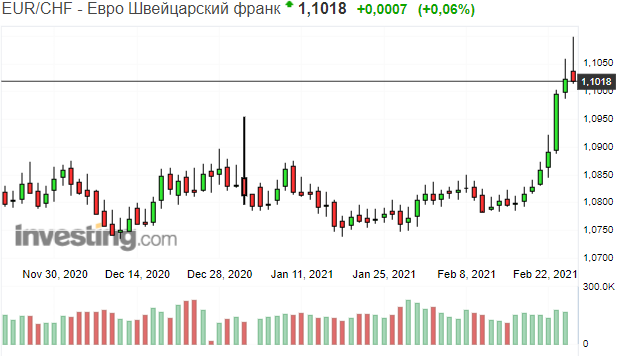 EUR/CHF - Евро Швейцарский франк 1,1018 +0,0007 (+0,06%)
1,1050
1,1018
1,1000
1,0950
1,0900
1,0850
1,0800
1,0750
1,0700
investing.com
Nov 30, 2020 Dec 14, 2020 Dec 28, 2020 Jan 11, 2021 Jan 25, 2021 Feb 8, 2021 Feb 22, 2021
300.0K
0